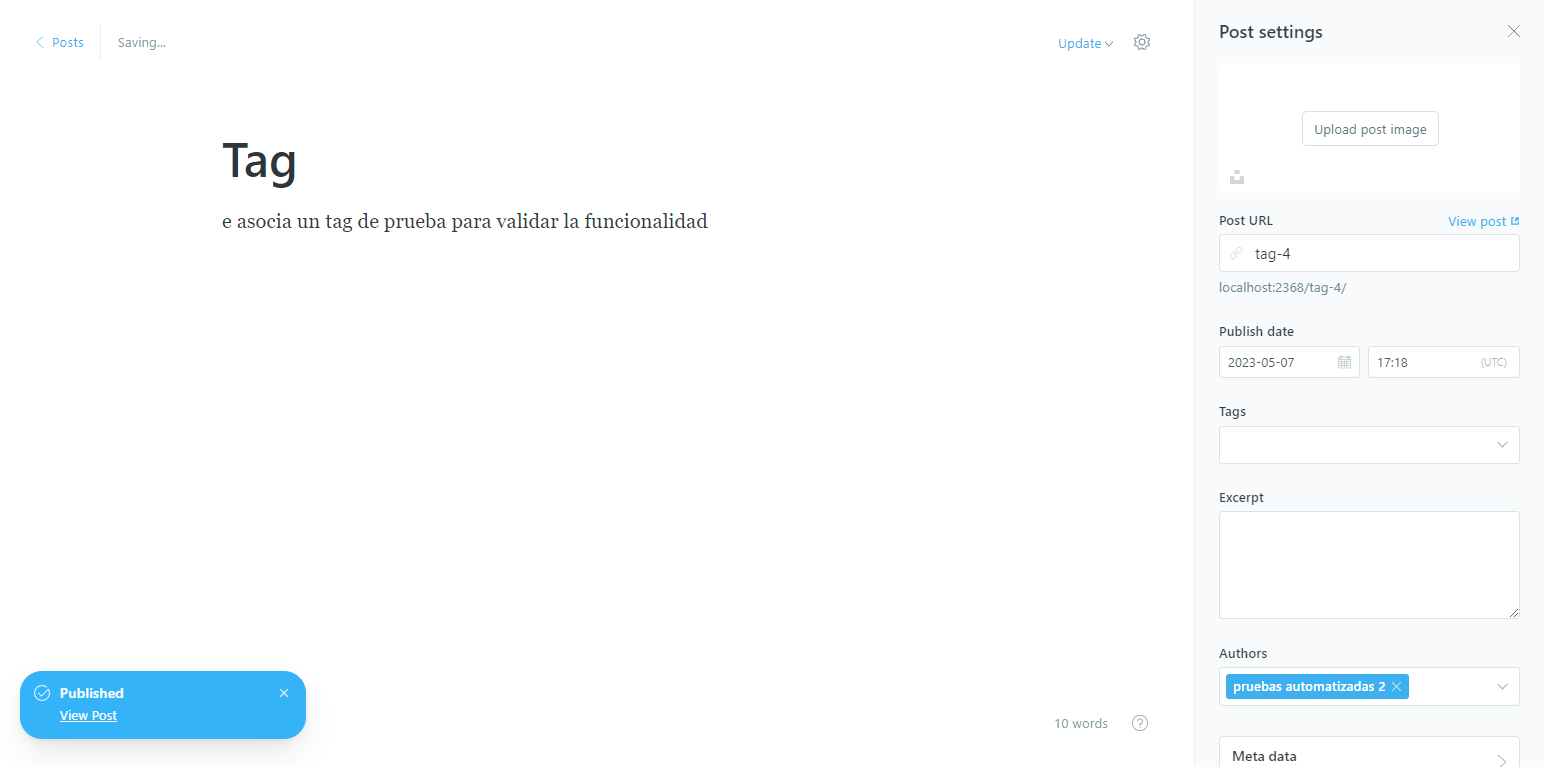 Posts
Saving...
Update
Post settings
Upload post image
Tag
e asocia un tag de prueba para validar la funcionalidad
Post URL
View post
tag-4
localhost:2368/tag-4/
Publish date
2023-05-07
17:18
(UTC)
Tags
Excerpt
Authors
pruebas automatizadas 2
Published
View Post
10 words
?
Meta data